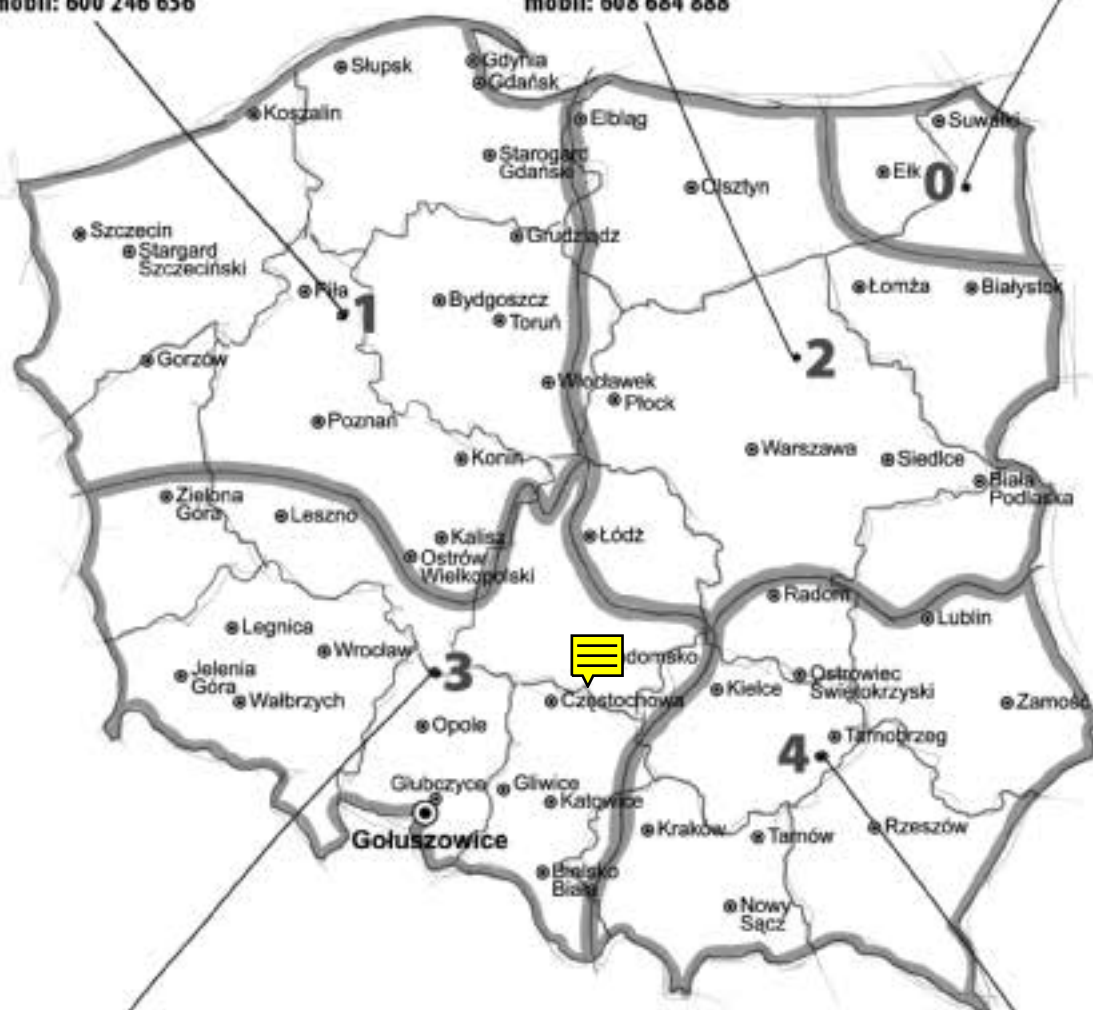 mobil: 600 246 656
mobil: 608 684 888
Słupsk
Gdynia
Gdańsk
Koszalin
Elbląg
Suwałki
Starogard
Gdański
Olsztyn
Ełk
0
Szczecin
Stargard
Szczeciński
Grudziądz
Piła
1
Bydgoszcz
Toruń
Łomża
Białystok
Gorzów
2
Włocławek
Płock
Poznań
Konin
Warszawa
Siedlce
Biała
Podlaska
Zielona
Góra
Leszno
Kalisz
Ostrów
Wielkopolski
Łódź
Radom
Lublin
Legnica
Wrocław
domsko
Jelenia
Góra
Wałbrzych
3
Częstochowa
Kielce
Ostrowiec
Świętokrzyski
Zamość
Opole
Tarnobrzeg
4
Głubczyce
Gliwice
Katowice
Gołuszowice
Kraków
Tarnów
Rzeszów
Bielsko
Biała
Nowy
Sącz